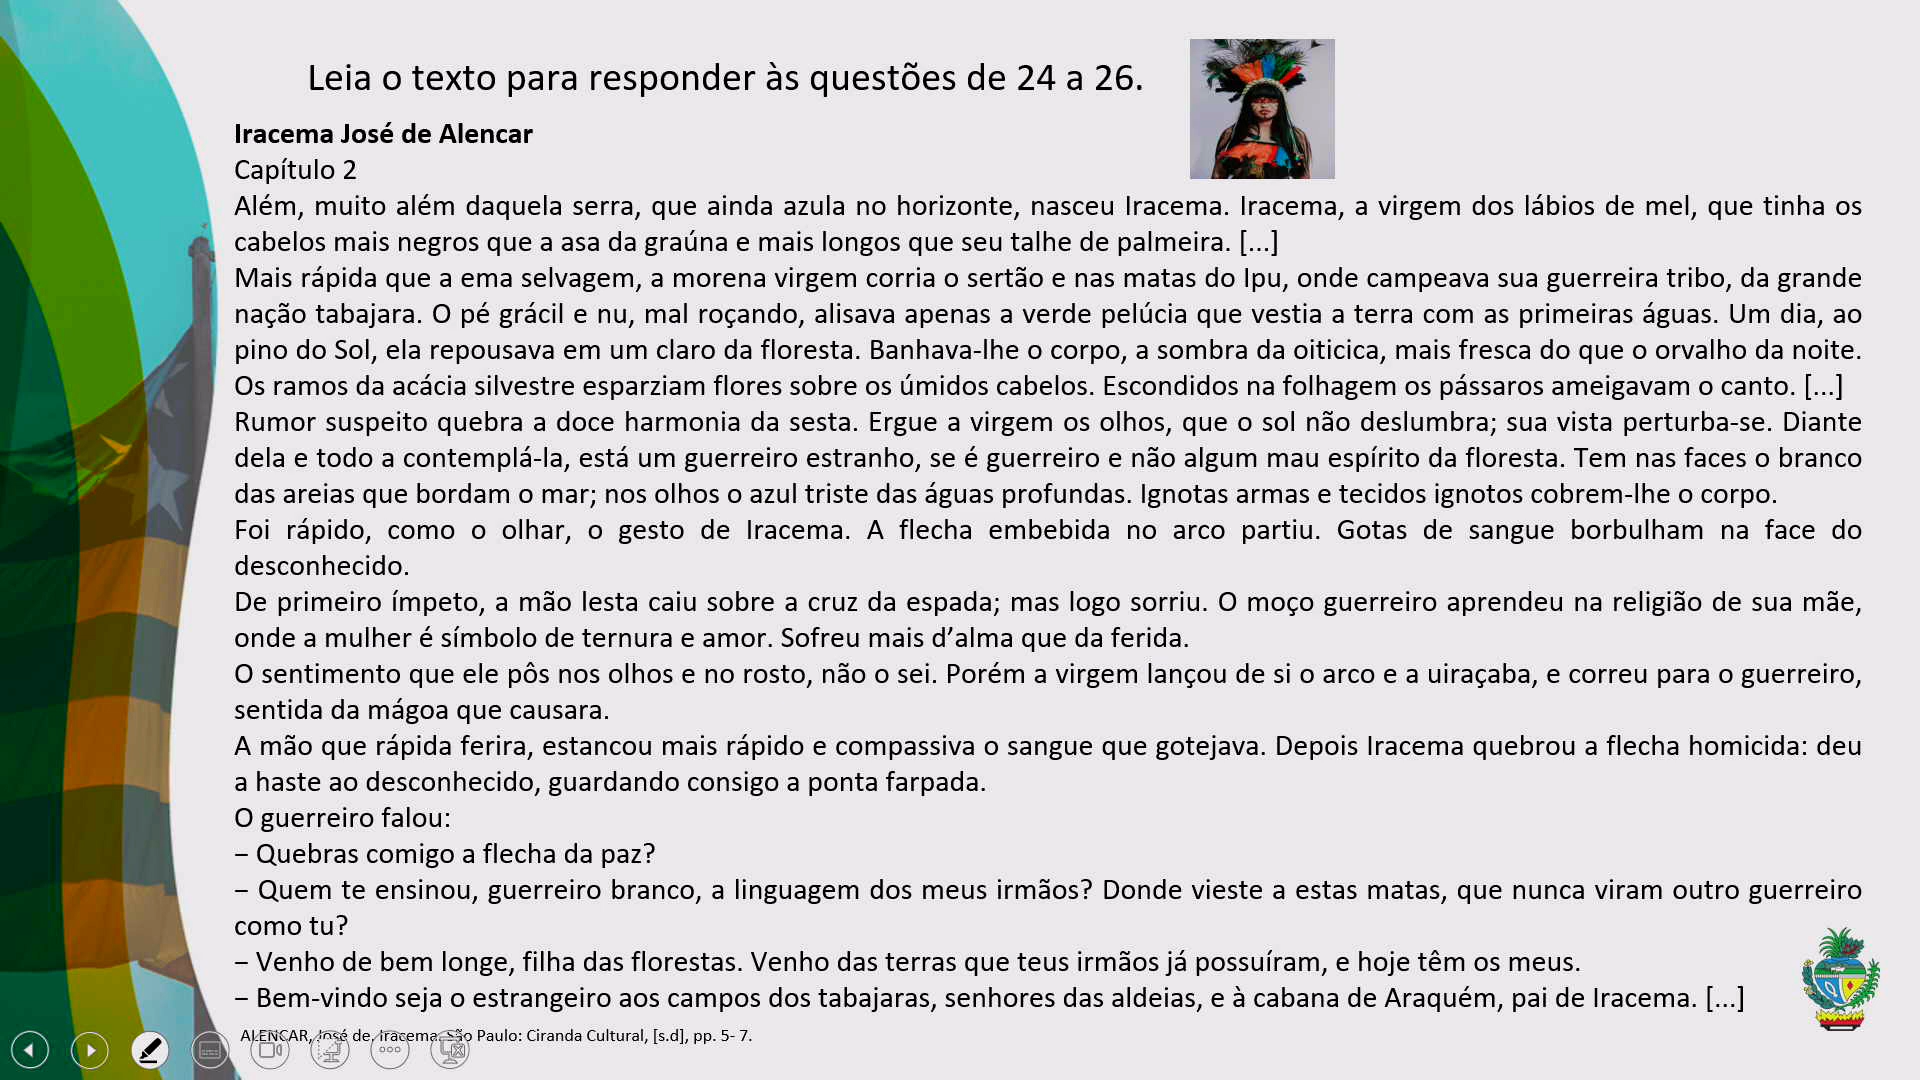 Leia o texto para responder às questões de 24 a 26.
Iracema José de Alencar
Capítulo 2
Além, muito além daquela serra, que ainda azula no horizonte, nasceu Iracema. Iracema, a virgem dos lábios de mel, que tinha os
cabelos mais negros que a asa da graúna e mais longos que seu talhe de palmeira. [...]
Mais rápida que a ema selvagem, a morena virgem corria o sertão e nas matas do Ipu, onde campeava sua guerreira tribo, da grande
nação tabajara. O pé grácil e nu, mal roçando, alisava apenas a verde pelúcia que vestia a terra com as primeiras águas. Um dia, ao
pino do Sol, ela repousava em um claro da floresta. Banhava-lhe o corpo, a sombra da oiticica, mais fresca do que o orvalho da noite.
Os ramos da acácia silvestre esparziam flores sobre os úmidos cabelos. Escondidos na folhagem os pássaros ameigavam o canto. [...]
Rumor suspeito quebra a doce harmonia da sesta. Ergue a virgem os olhos, que o sol não deslumbra; sua vista perturba-se. Diante
dela e todo a contemplá-la, está um guerreiro estranho, se é guerreiro e não algum mau espírito da floresta. Tem nas faces o branco
das areias que bordam o mar; nos olhos o azul triste das águas profundas. Ignotas armas e tecidos ignotos cobrem-lhe o corpo.
Foi rápido, como o olhar, o gesto de Iracema. A flecha embebida no arco partiu. Gotas de sangue borbulham na face do
desconhecido.
De primeiro ímpeto, a mão lesta caiu sobre a cruz da espada; mas logo sorriu. O moço guerreiro aprendeu na religião de sua mãe,
onde a mulher é símbolo de ternura e amor. Sofreu mais d’alma que da ferida.
O sentimento que ele pôs nos olhos e no rosto, não o sei. Porém a virgem lançou de si o arco e a uiraçaba, e correu para o guerreiro,
sentida da mágoa que causara.
A mão que rápida ferira, estancou mais rápido e compassiva o sangue que gotejava. Depois Iracema quebrou a flecha homicida: deu
a haste ao desconhecido, guardando consigo a ponta farpada.
O guerreiro falou:
− Quebras comigo a flecha da paz?
− Quem te ensinou, guerreiro branco, a linguagem dos meus irmãos? Donde vieste a estas matas, que nunca viram outro guerreiro
como tu?
− Venho de bem longe, filha das florestas. Venho das terras que teus irmãos já possuíram, e hoje têm os meus.
− Bem-vindo seja o estrangeiro aos campos dos tabajaras, senhores das aldeias, e à cabana de Araquém, pai de Iracema. [...]
ALENCAR, José de. Iracema. São Paulo: Ciranda Cultural, [s.d], pp. 5- 7.